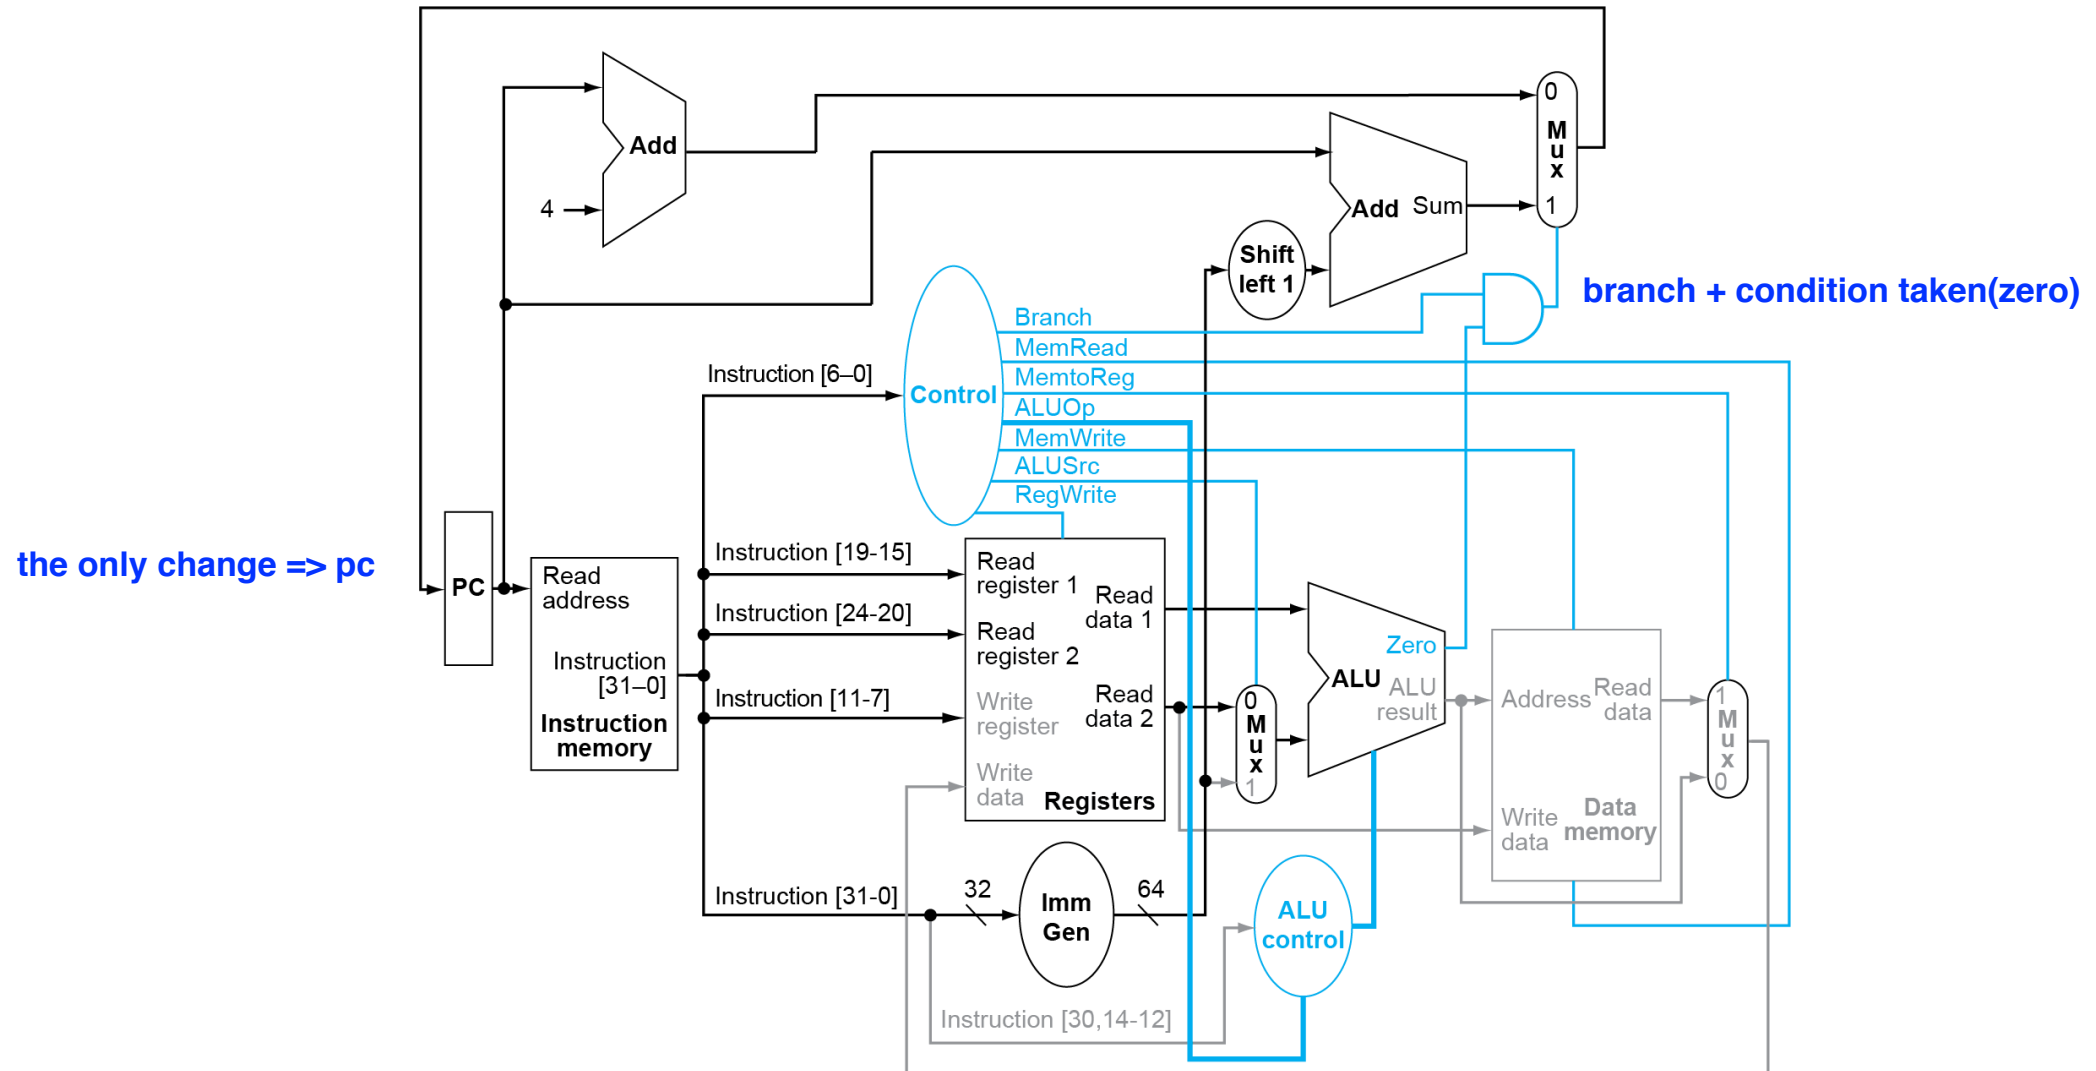 0
M
u
x
1
Add
4
Add Sum
Shift
left 1
branch + condition taken(zero)
Branch
MemRead
MemtoReg
ALUOp
MemWrite
ALUSrc
RegWrite
Instruction [6–0]
Control
the only change => pc
PC
Read
address
Instruction
[31–0]
Instruction
memory
Instruction [19-15]
Instruction [24-20]
Instruction [11-7]
Instruction [31-0]
Read
register 1
Read
register 2
Write
register
Write
data
Read
data 1
Read
data 2
Registers
0
M
u
x
1
Zero
ALU
ALU
result
Address
Read
data
Write
data
Data
memory
1
M
u
x
0
32
Imm
Gen
64
ALU
control
Instruction [30,14-12]